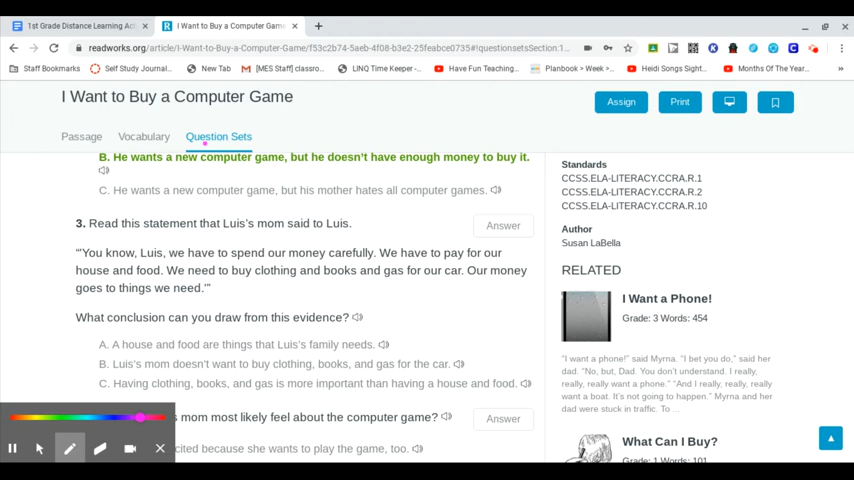 1st Grade Distance Learning Act
I Want to Buy a Computer Game
readworks.org/article/I-Want-to-Buy-a-Computer-Game/f53c2b74-5aeb-4f08-b3e2-25feabce0735#!questionsetsSection:1...
Staff Bookmarks
Self Study Journal...
New Tab
[MES Staff] classro...
LINQ Time Keeper -...
Have Fun Teaching...
Planbook > Week >...
Heidi Songs Sight...
Months Of The Year...
I Want to Buy a Computer Game
Assign
Print
Passage
Vocabulary
Question Sets
B. He wants a new computer game, but he doesn't have enough money to buy it.
C. He wants a new computer game, but his mother hates all computer games.
3. Read this statement that Luis's mom said to Luis.
Answer
"'You know, Luis, we have to spend our money carefully. We have to pay for our
house and food. We need to buy clothing and books and gas for our car. Our money
goes to things we need.'"
What conclusion can you draw from this evidence?
A. A house and food are things that Luis's family needs.
B. Luis's mom doesn't want to buy clothing, books, and gas for the car.
C. Having clothing, books, and gas is more important than having a house and food.
s mom most likely feel about the computer game?
Answer
cited because she wants to play the game, too.
Standards
CCSS.ELA-LITERACY.CCRA.R.1
CCSS.ELA-LITERACY.CCRA.R.2
CCSS.ELA-LITERACY.CCRA.R.10
Author
Susan LaBella
RELATED
I Want a Phone!
Grade: 3 Words: 454
"I want a phone!" said Myrna. "I bet you do," said her
dad. "No, but, Dad. You don't understand. I really,
really, really want a phone." "And I really, really, really
want a boat. It's not going to happen." Myrna and her
dad were stuck in traffic. To ...
What Can I Buy?
Grade: 1 Words: 101